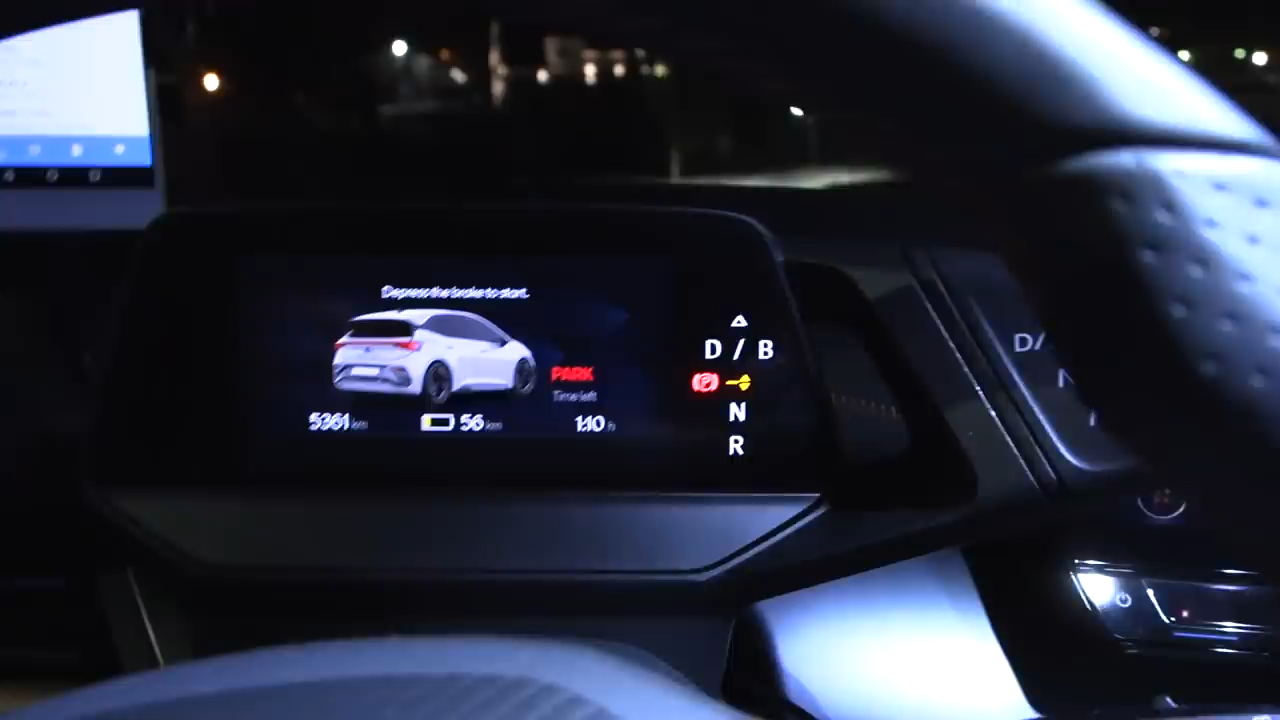 Depress the brake to start.
D / B
PARK
Time left
N
5361 km
56 km
1:10 h
R
D/
N